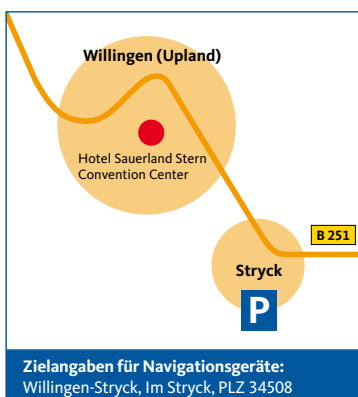 Willingen (Upland)
Hotel Sauerland Stern
Convention Center
B 251
Stryck
P
Zielangaben für Navigationsgeräte:
Willingen-Stryck, Im Stryck, PLZ 34508